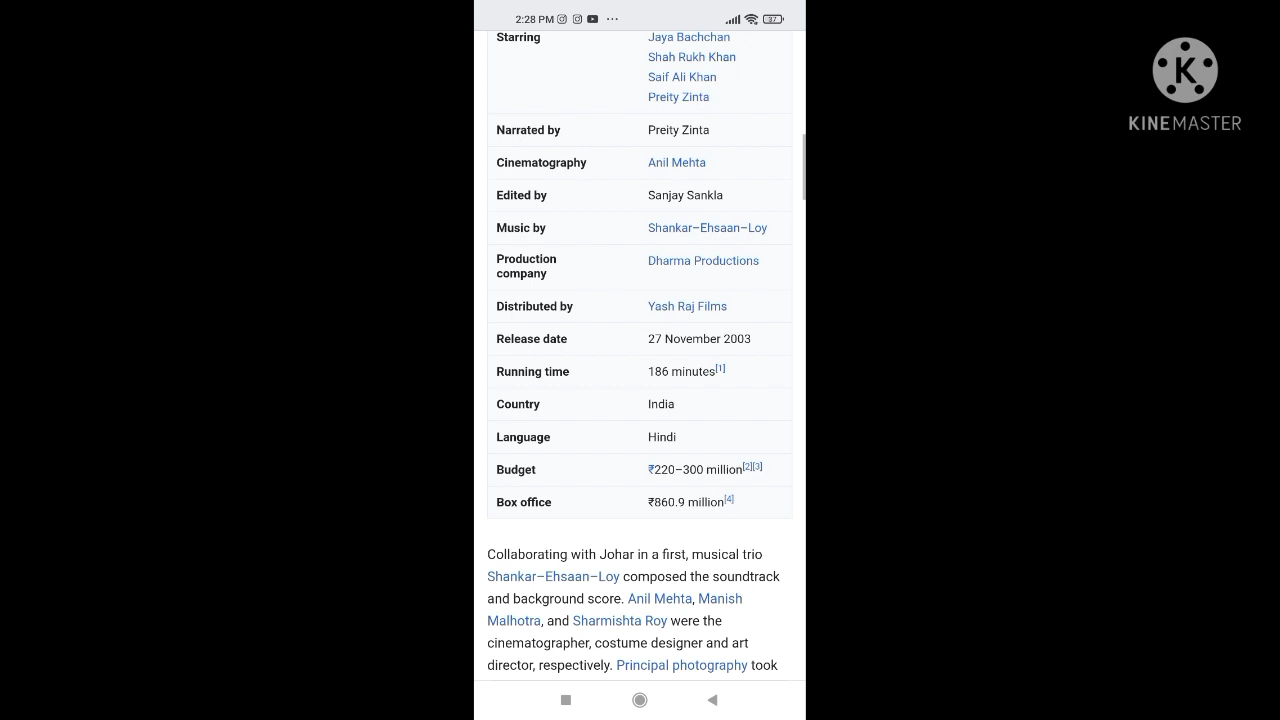 2:28 PM
37
KINEMASTER
Starring
Jaya Bachchan
Shah Rukh Khan
Saif Ali Khan
Preity Zinta
Narrated by Preity Zinta
Cinematography Anil Mehta
Edited by Sanjay Sankla
Music by Shankar–Ehsaan–Loy
Production
company
Dharma Productions
Distributed by Yash Raj Films
Release date 27 November 2003
Running time 186 minutes[1]
Country India
Language Hindi
Budget ₹220–300 million[2][3]
Box office ₹860.9 million[4]
Collaborating with Johar in a first, musical trio
Shankar–Ehsaan–Loy composed the soundtrack
and background score. Anil Mehta, Manish
Malhotra, and Sharmishta Roy were the
cinematographer, costume designer and art
director, respectively. Principal photography took